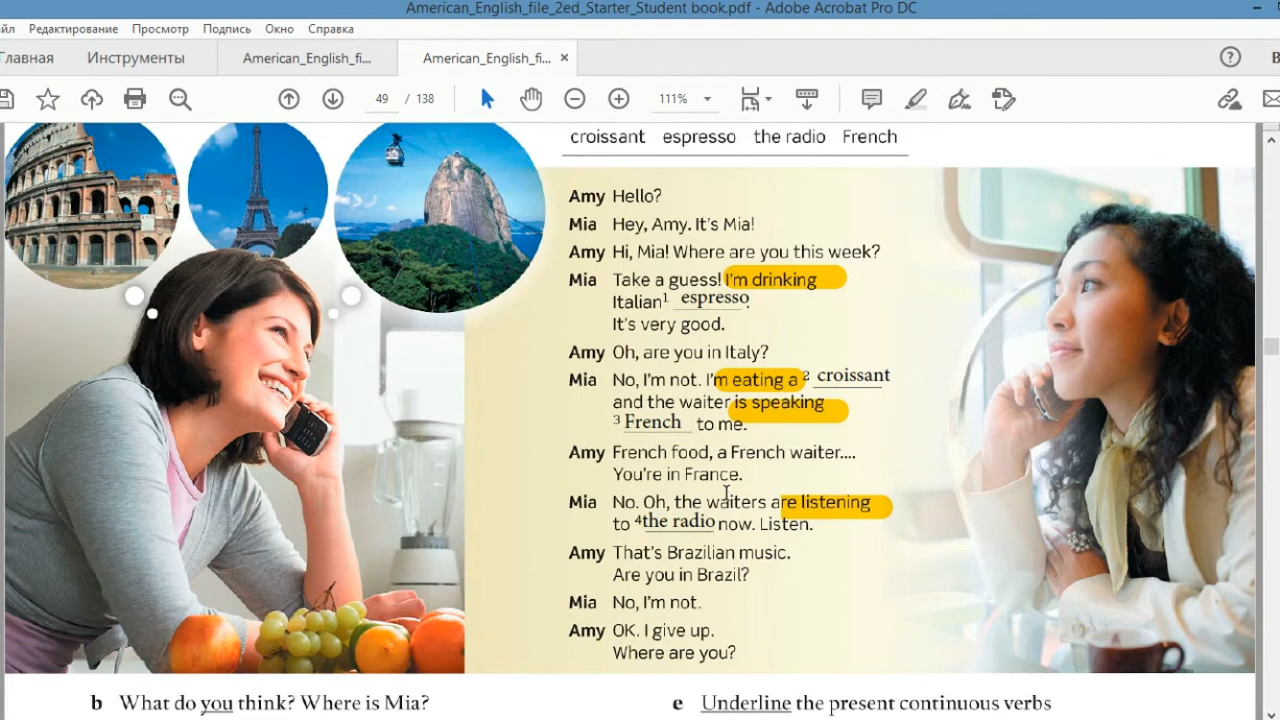 American_English_file_2ed_Starter_Student book.pdf - Adobe Acrobat Pro DC
йл Редактирование Просмотр Подпись Окно Справка
Главная Инструменты American_English_fi... American_English_fi... ×
49 / 138 111%
croissant espresso the radio French
Amy Hello?
Mia Hey, Amy. It's Mia!
Amy Hi, Mia! Where are you this week?
Mia Take a guess! I'm drinking
Italian¹ espresso.
It's very good.
Amy Oh, are you in Italy?
Mia No, I'm not. I'm eating a ² croissant
and the waiter is speaking
³ French to me.
Amy French food, a French waiter....
You're in France.
Mia No. Oh, the waiters are listening
to ⁴the radio now. Listen.
Amy That's Brazilian music.
Are you in Brazil?
Mia No, I'm not.
Amy OK. I give up.
Where are you?
b What do you think? Where is Mia?
e Underline the present continuous verbs